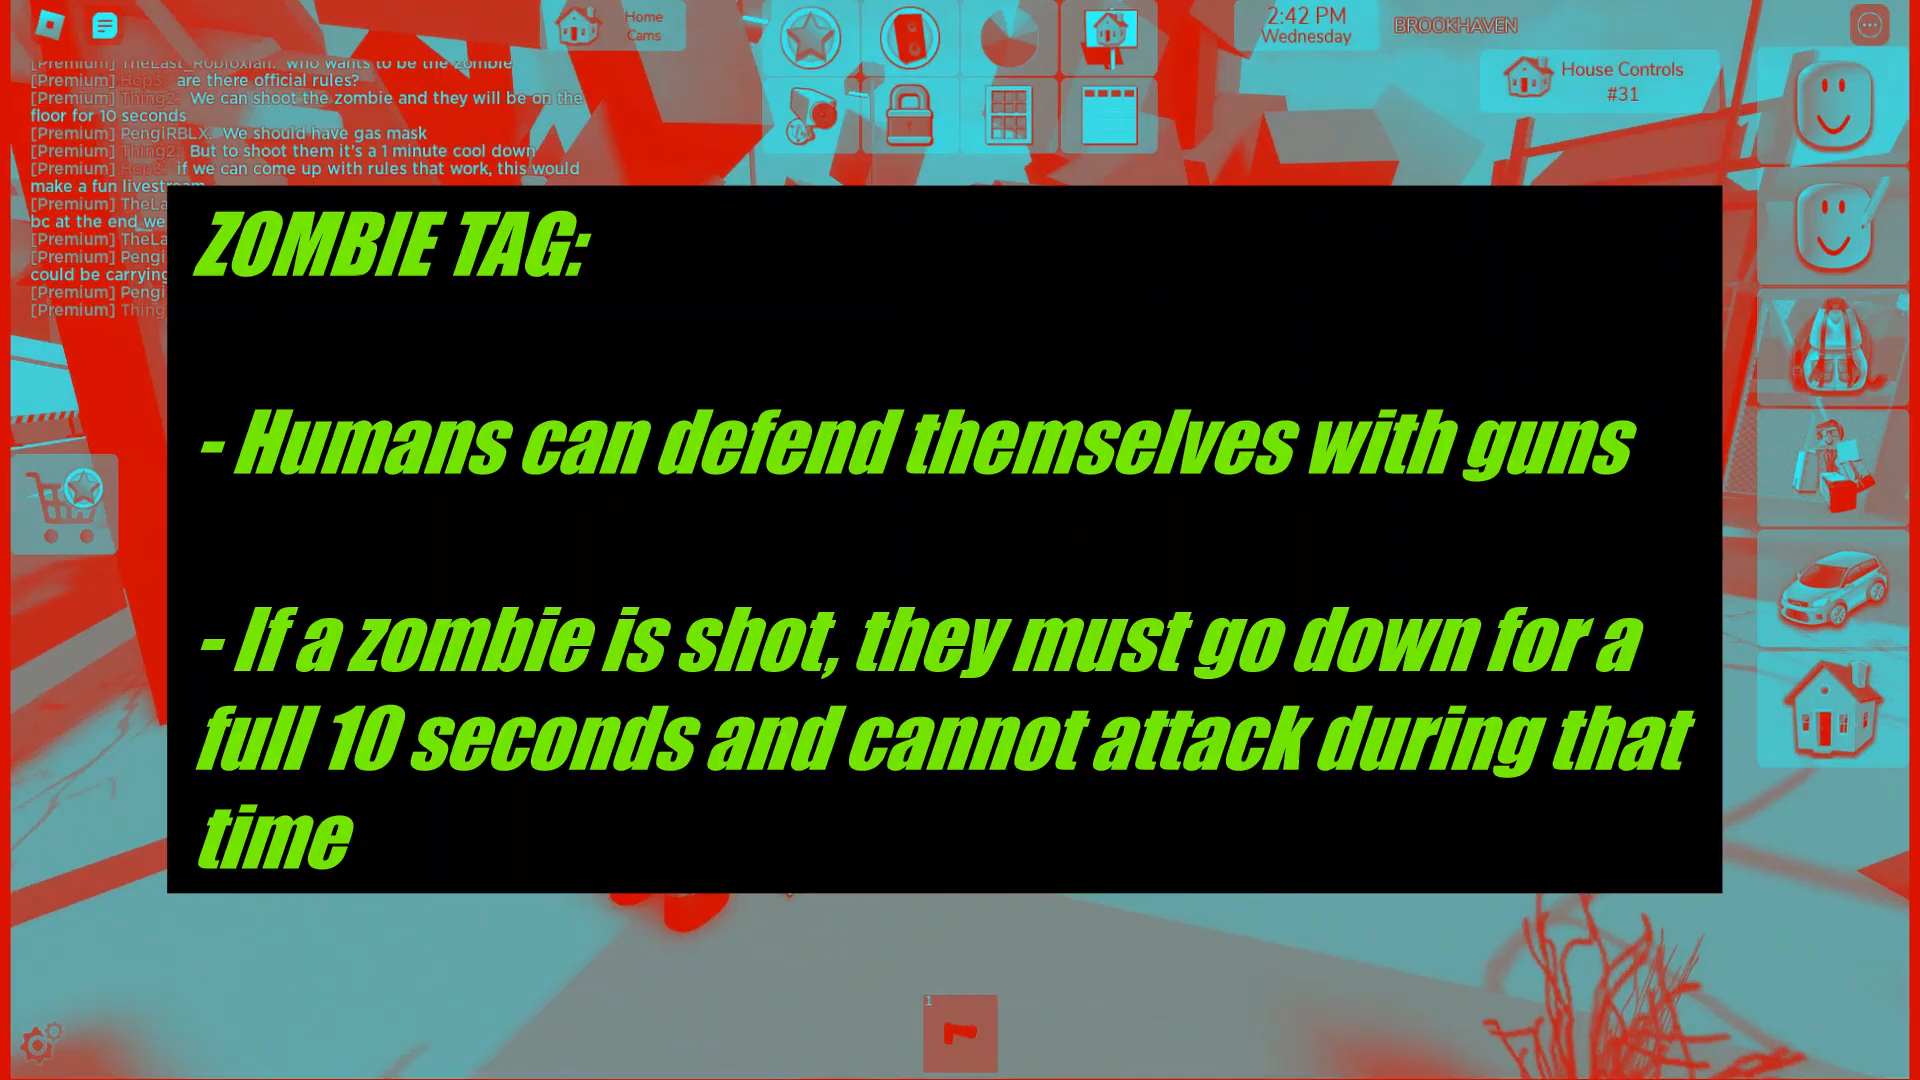 Home
Cams
2:42 PM
Wednesday
BROOKHAVEN
House Controls
#31
[Premium] TheLast_Robloxian: Who wants to be the zombie
[Premium] are there official rules?
[Premium] Thing2: We can shoot the zombie and they will be on the
floor for 10 seconds
[Premium] PengiRBLX: We should have gas mask
[Premium] Thing2: But to shoot them it's a 1 minute cool down
[Premium] if we can come up with rules that work, this would
make a fun livestream
[Premium] TheLa
bc at the end we
[Premium] TheLa
[Premium] Pengi
could be carrying
[Premium] Pengi
[Premium] Thing
ZOMBIE TAG:
- Humans can defend themselves with guns
- If a zombie is shot, they must go down for a
full 10 seconds and cannot attack during that
time
1